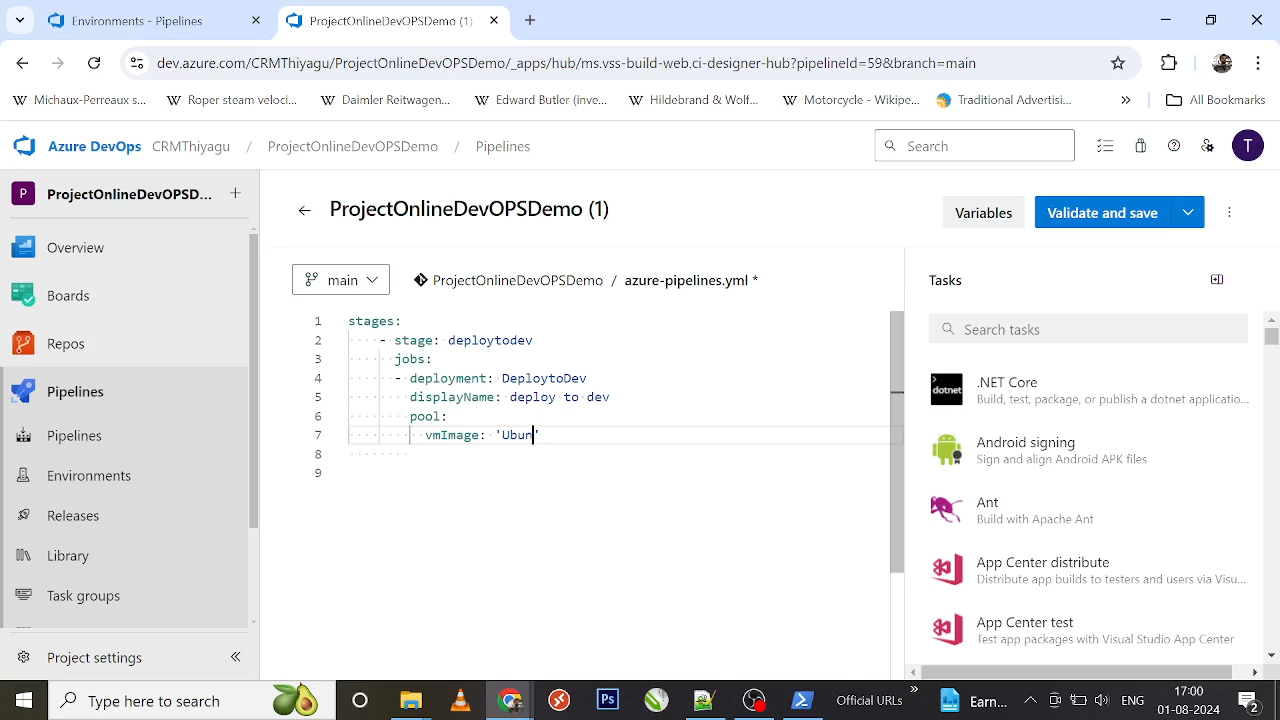 Environments - Pipelines
ProjectOnlineDevOPSDemo (1)
dev.azure.com/CRMThiyagu/ProjectOnlineDevOPSDemo/_apps/hub/ms.vss-build-web.ci-designer-hub?pipelineId=59&branch=main
Michaux-Perreaux s...
Roper steam veloci...
Daimler Reitwagen...
Edward Butler (inve...
Hildebrand & Wolf...
Motorcycle - Wikipe...
Traditional Advertisi...
All Bookmarks
Azure DevOps
CRMThiyagu / ProjectOnlineDevOPSDemo / Pipelines
Search
T
P ProjectOnlineDevOPSD...
Overview
Boards
Repos
Pipelines
Pipelines
Environments
Releases
Library
Task groups
Project settings
ProjectOnlineDevOPSDemo (1)
Variables
Validate and save
main
ProjectOnlineDevOPSDemo / azure-pipelines.yml *
1 stages:
2 - stage: deploytodev
3 jobs:
4 - deployment: DeploytoDev
5 displayName: deploy to dev
6 pool:
7 vmImage: 'Ubun'
8
9
Tasks
Search tasks
dotnet
.NET Core
Build, test, package, or publish a dotnet applicatio...
Android signing
Sign and align Android APK files
Ant
Build with Apache Ant
App Center distribute
Distribute app builds to testers and users via Visu...
App Center test
Test app packages with Visual Studio App Center
Type here to search
Ps
Official URLs
Earn...
ENG
17:00
01-08-2024
2